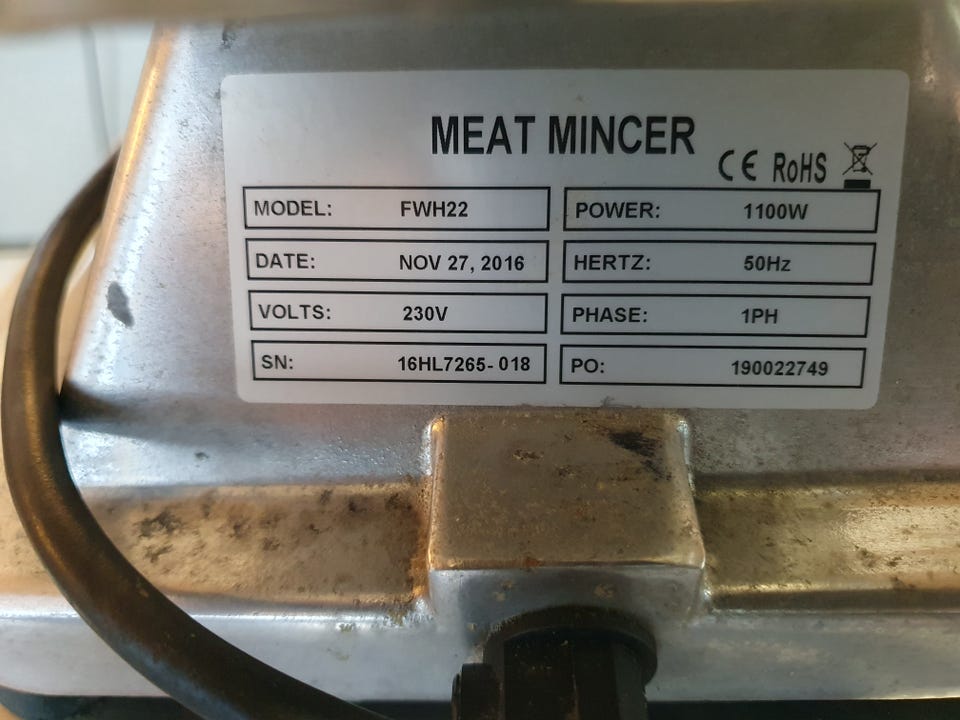 MEAT MINCER
CE RoHS
MODEL: FWH22
POWER: 1100W
DATE: NOV 27, 2016
HERTZ: 50Hz
VOLTS: 230V
PHASE: 1PH
SN: 16HL7265- 018
PO: 190022749